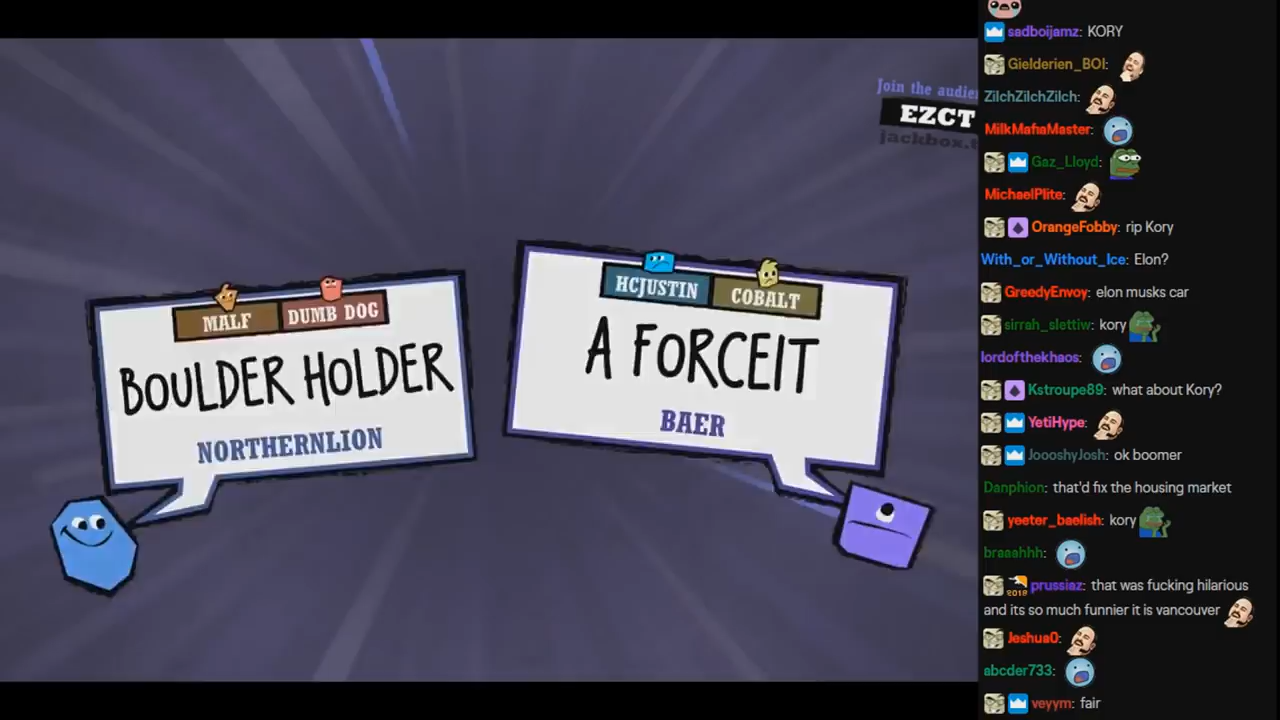 Join the audien
EZCT
jackbox.t
MALF
DUMB DOG
BOULDER HOLDER
NORTHERNLION
HCJUSTIN
COBALT
A FORCEIT
BAER
sadboijamz: KORY
Gielderien_BOI:
ZilchZilchZilch:
MilkMafiaMaster:
Gaz_Lloyd:
MichaelPlite:
OrangeFobby: rip Kory
With_or_Without_Ice: Elon?
GreedyEnvoy: elon musks car
sirrah_slettiw: kory
lordofthekhaos:
Kstroupe89: what about Kory?
YetiHype:
JoooshyJosh: ok boomer
Danphion: that'd fix the housing market
yeeter_baelish: kory
braaahhh:
2018 prussiaz: that was fucking hilarious
and its so much funnier it is vancouver
Jeshua0:
abcder733:
veyym: fair